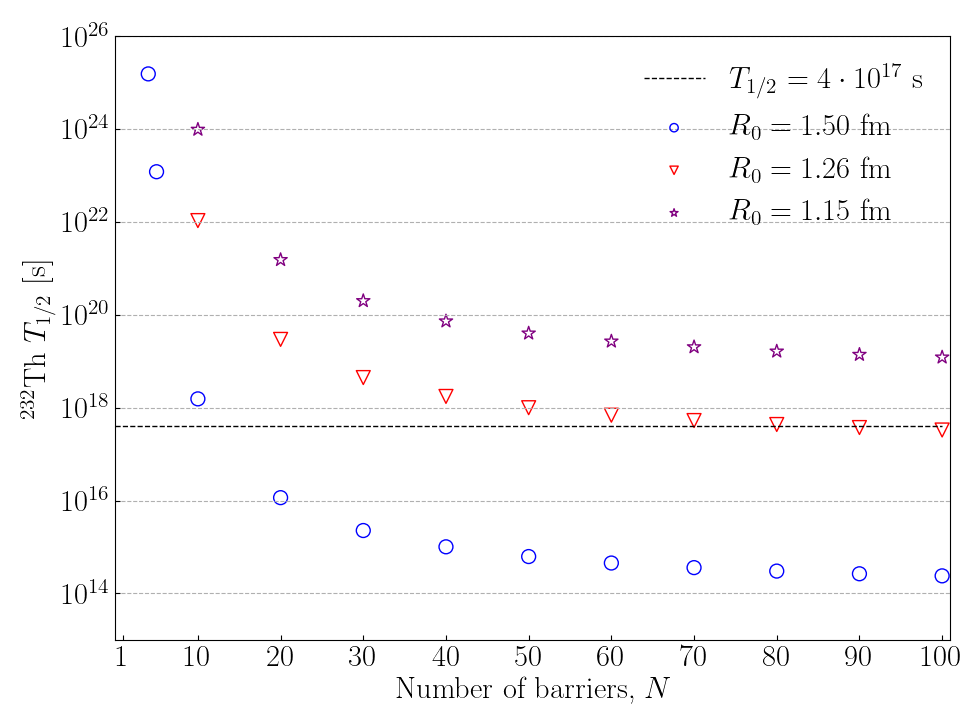 10^26
10^24
10^22
10^20
10^18
10^16
10^14
^232Th T_1/2 [s]
T_1/2 = 4 · 10^17 s
R_0 = 1.50 fm
R_0 = 1.26 fm
R_0 = 1.15 fm
1 10 20 30 40 50 60 70 80 90 100
Number of barriers, N